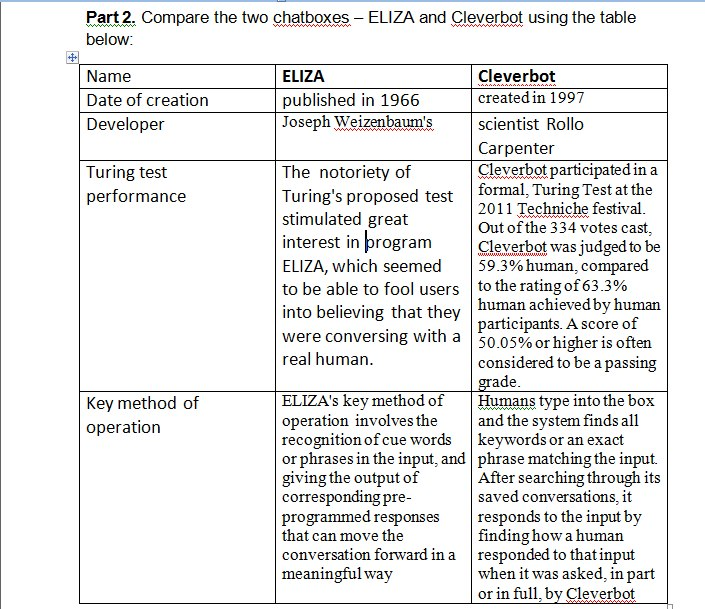 Part 2. Compare the two chatboxes – ELIZA and Cleverbot using the table
below:
Name
ELIZA
Cleverbot
Date of creation
published in 1966
created in 1997
Developer
Joseph Weizenbaum's
scientist Rollo
Carpenter
Turing test
performance
The notoriety of
Turing's proposed test
stimulated great
interest in program
ELIZA, which seemed
to be able to fool users
into believing that they
were conversing with a
real human.
Cleverbot participated in a
formal, Turing Test at the
2011 Techniche festival.
Out of the 334 votes cast,
Cleverbot was judged to be
59.3% human, compared
to the rating of 63.3%
human achieved by human
participants. A score of
50.05% or higher is often
considered to be a passing
grade.
Key method of
operation
ELIZA's key method of
operation involves the
recognition of cue words
or phrases in the input, and
giving the output of
corresponding pre-
programmed responses
that can move the
conversation forward in a
meaningful way
Humans type into the box
and the system finds all
keywords or an exact
phrase matching the input.
After searching through its
saved conversations, it
responds to the input by
finding how a human
responded to that input
when it was asked, in part
or in full, by Cleverbot